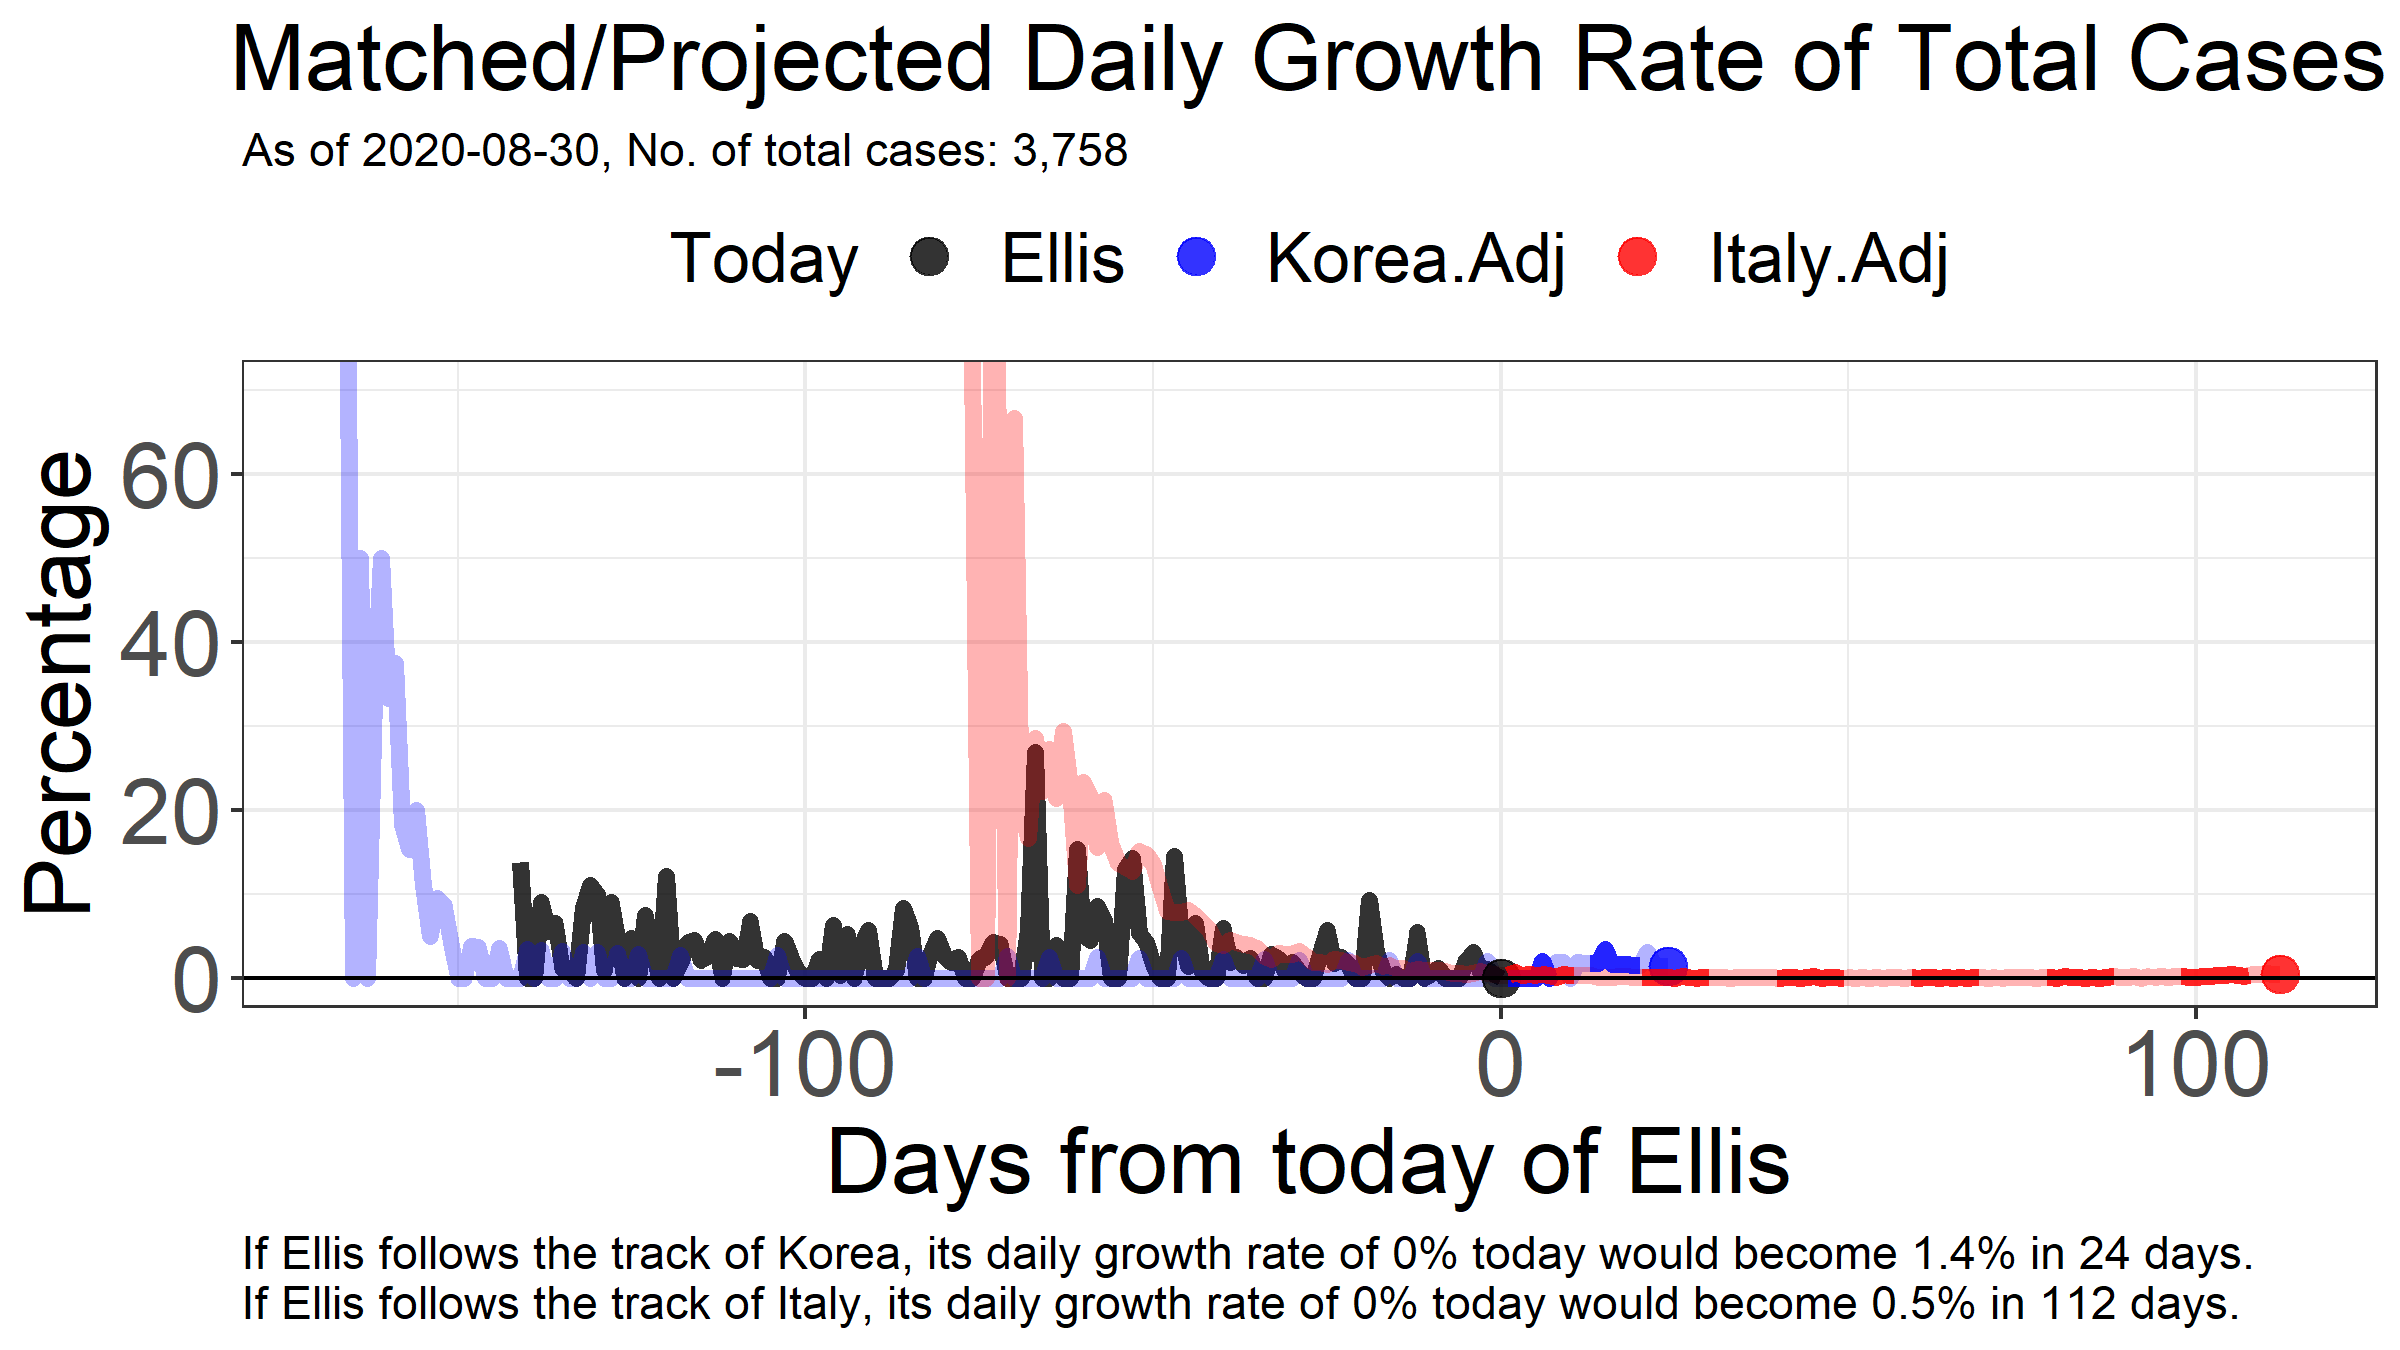 Matched/Projected Daily Growth Rate of Total Cases
As of 2020-08-30, No. of total cases: 3,758
Today Ellis Korea.Adj Italy.Adj
Percentage
60
40
20
0
-100 0 100
Days from today of Ellis
If Ellis follows the track of Korea, its daily growth rate of 0% today would become 1.4% in 24 days.
If Ellis follows the track of Italy, its daily growth rate of 0% today would become 0.5% in 112 days.